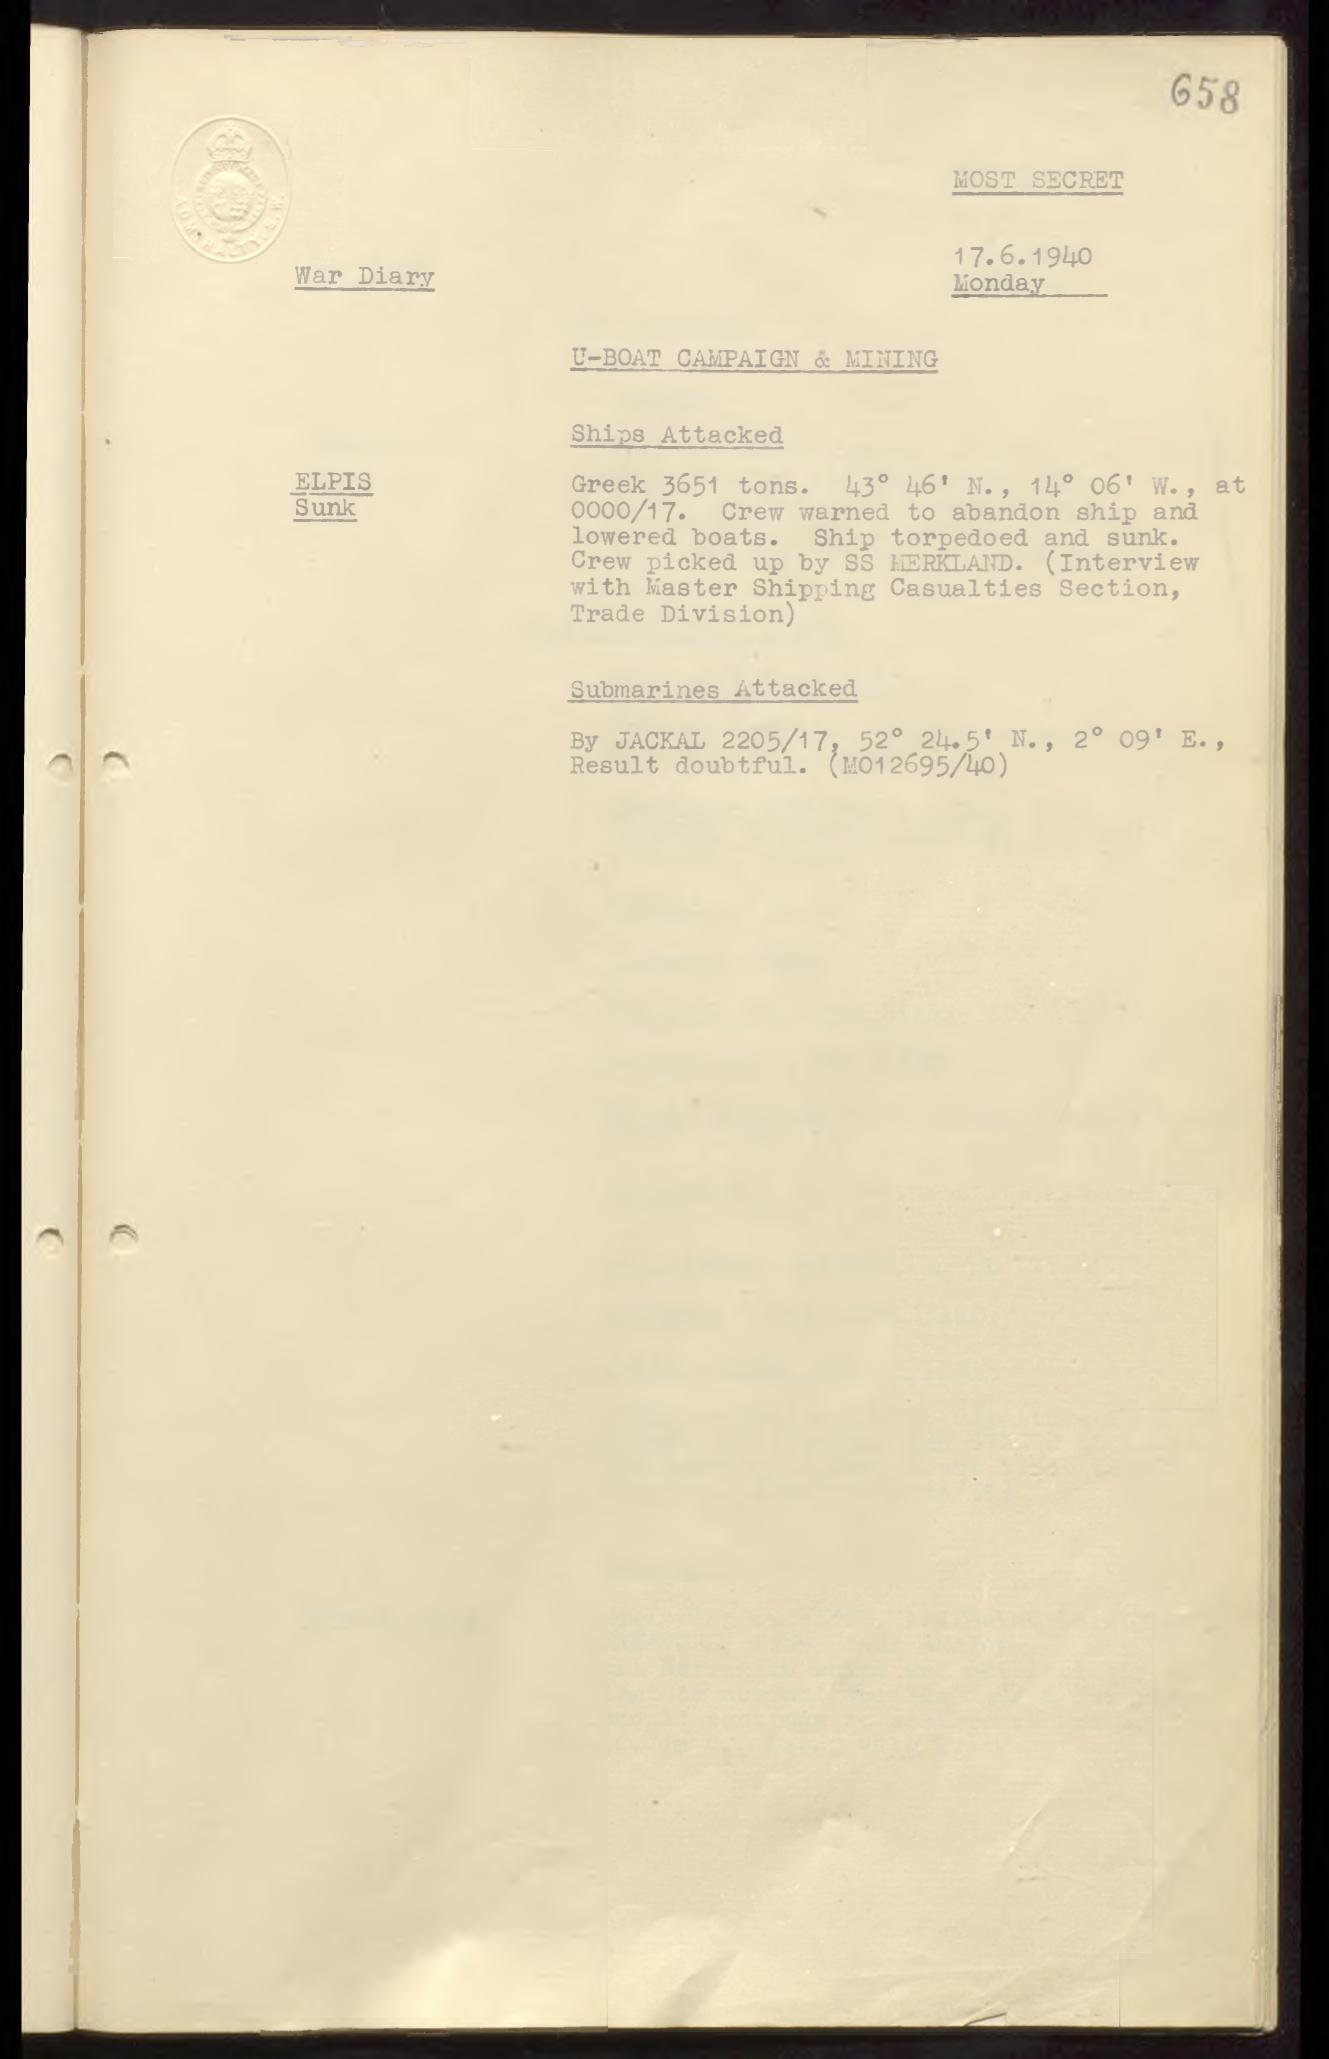 658
ADMIRALTY. S.W.
MOST SECRET
17.6.1940
War Diary
Monday
U-BOAT CAMPAIGN & MINING
Ships Attacked
ELPIS
Sunk
Greek 3651 tons. 43° 46' N., 14° 06' W., at
0000/17. Crew warned to abandon ship and
lowered boats. Ship torpedoed and sunk.
Crew picked up by SS MERKLAND. (Interview
with Master Shipping Casualties Section,
Trade Division)
Submarines Attacked
By JACKAL 2205/17, 52° 24.5' N., 2° 09' E.,
Result doubtful. (M012695/40)